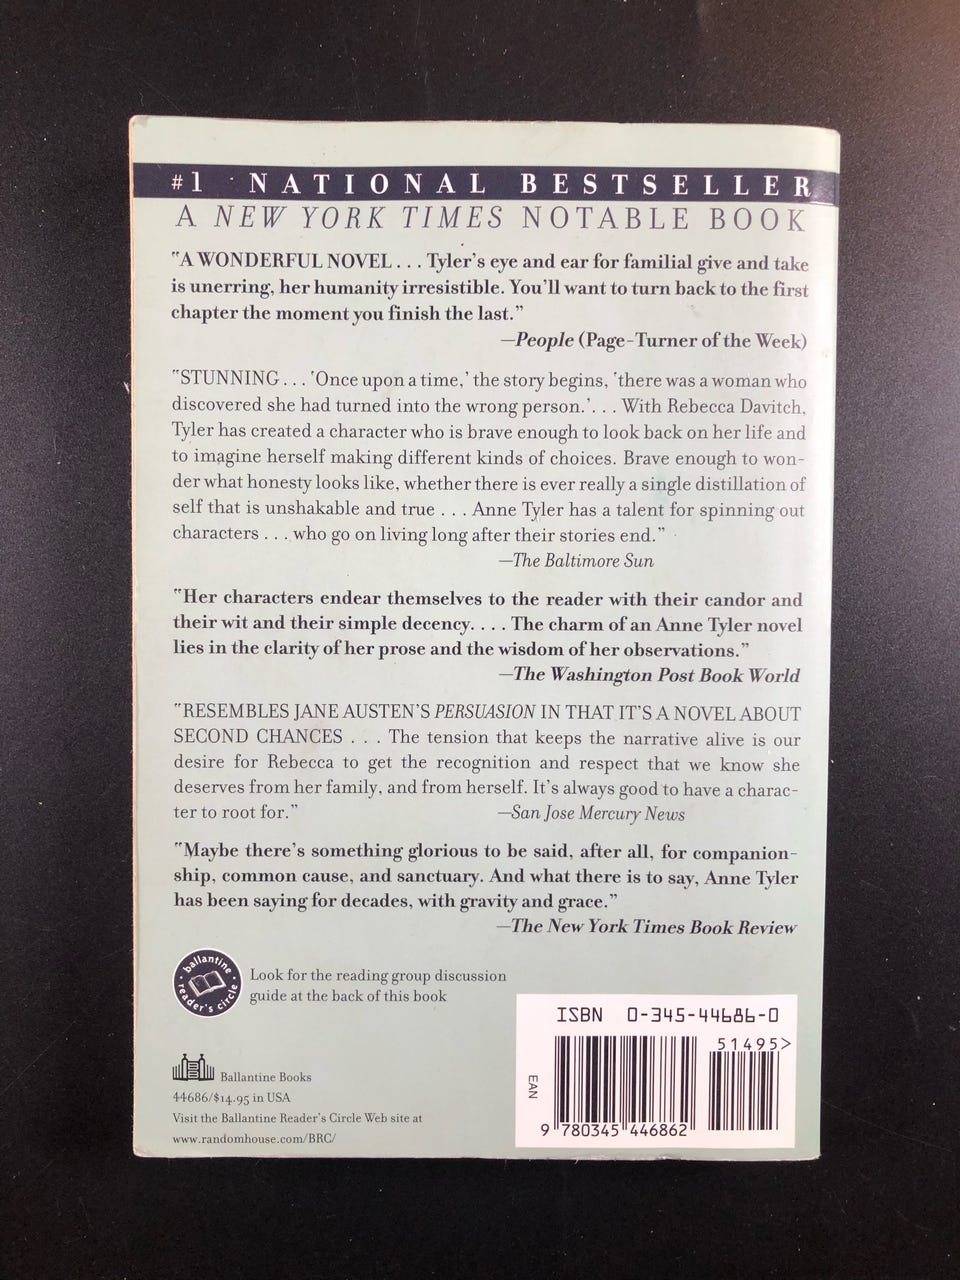 #1 NATIONAL BESTSELLER
A NEW YORK TIMES NOTABLE BOOK
"A WONDERFUL NOVEL . . . Tyler's eye and ear for familial give and take
is unerring, her humanity irresistible. You'll want to turn back to the first
chapter the moment you finish the last."
—People (Page-Turner of the Week)
"STUNNING . . . 'Once upon a time,' the story begins, 'there was a woman who
discovered she had turned into the wrong person.'. . . With Rebecca Davitch,
Tyler has created a character who is brave enough to look back on her life and
to imagine herself making different kinds of choices. Brave enough to won-
der what honesty looks like, whether there is ever really a single distillation of
self that is unshakable and true . . . Anne Tyler has a talent for spinning out
characters . . . who go on living long after their stories end."
—The Baltimore Sun
"Her characters endear themselves to the reader with their candor and
their wit and their simple decency. . . . The charm of an Anne Tyler novel
lies in the clarity of her prose and the wisdom of her observations."
—The Washington Post Book World
"RESEMBLES JANE AUSTEN'S PERSUASION IN THAT IT'S A NOVEL ABOUT
SECOND CHANCES . . . The tension that keeps the narrative alive is our
desire for Rebecca to get the recognition and respect that we know she
deserves from her family, and from herself. It's always good to have a charac-
ter to root for." —San Jose Mercury News
"Maybe there's something glorious to be said, after all, for companion-
ship, common cause, and sanctuary. And what there is to say, Anne Tyler
has been saying for decades, with gravity and grace."
—The New York Times Book Review
ballantine reader's circle
Look for the reading group discussion
guide at the back of this book
Ballantine Books
44686/$14.95 in USA
Visit the Ballantine Reader's Circle Web site at
www.randomhouse.com/BRC/
ISBN 0-345-44686-0
51495>
EAN
9 780345 446862